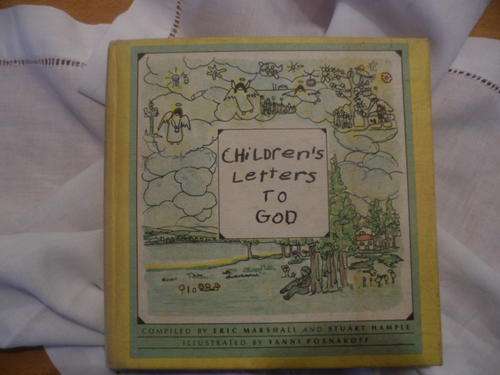 CHiLDREN'S
LeTTERS
TO
GOD
COMPILED BY ERIC MARSHALL AND STUART HAMPLE
ILLUSTRATED BY YANNI POSNAKOFF